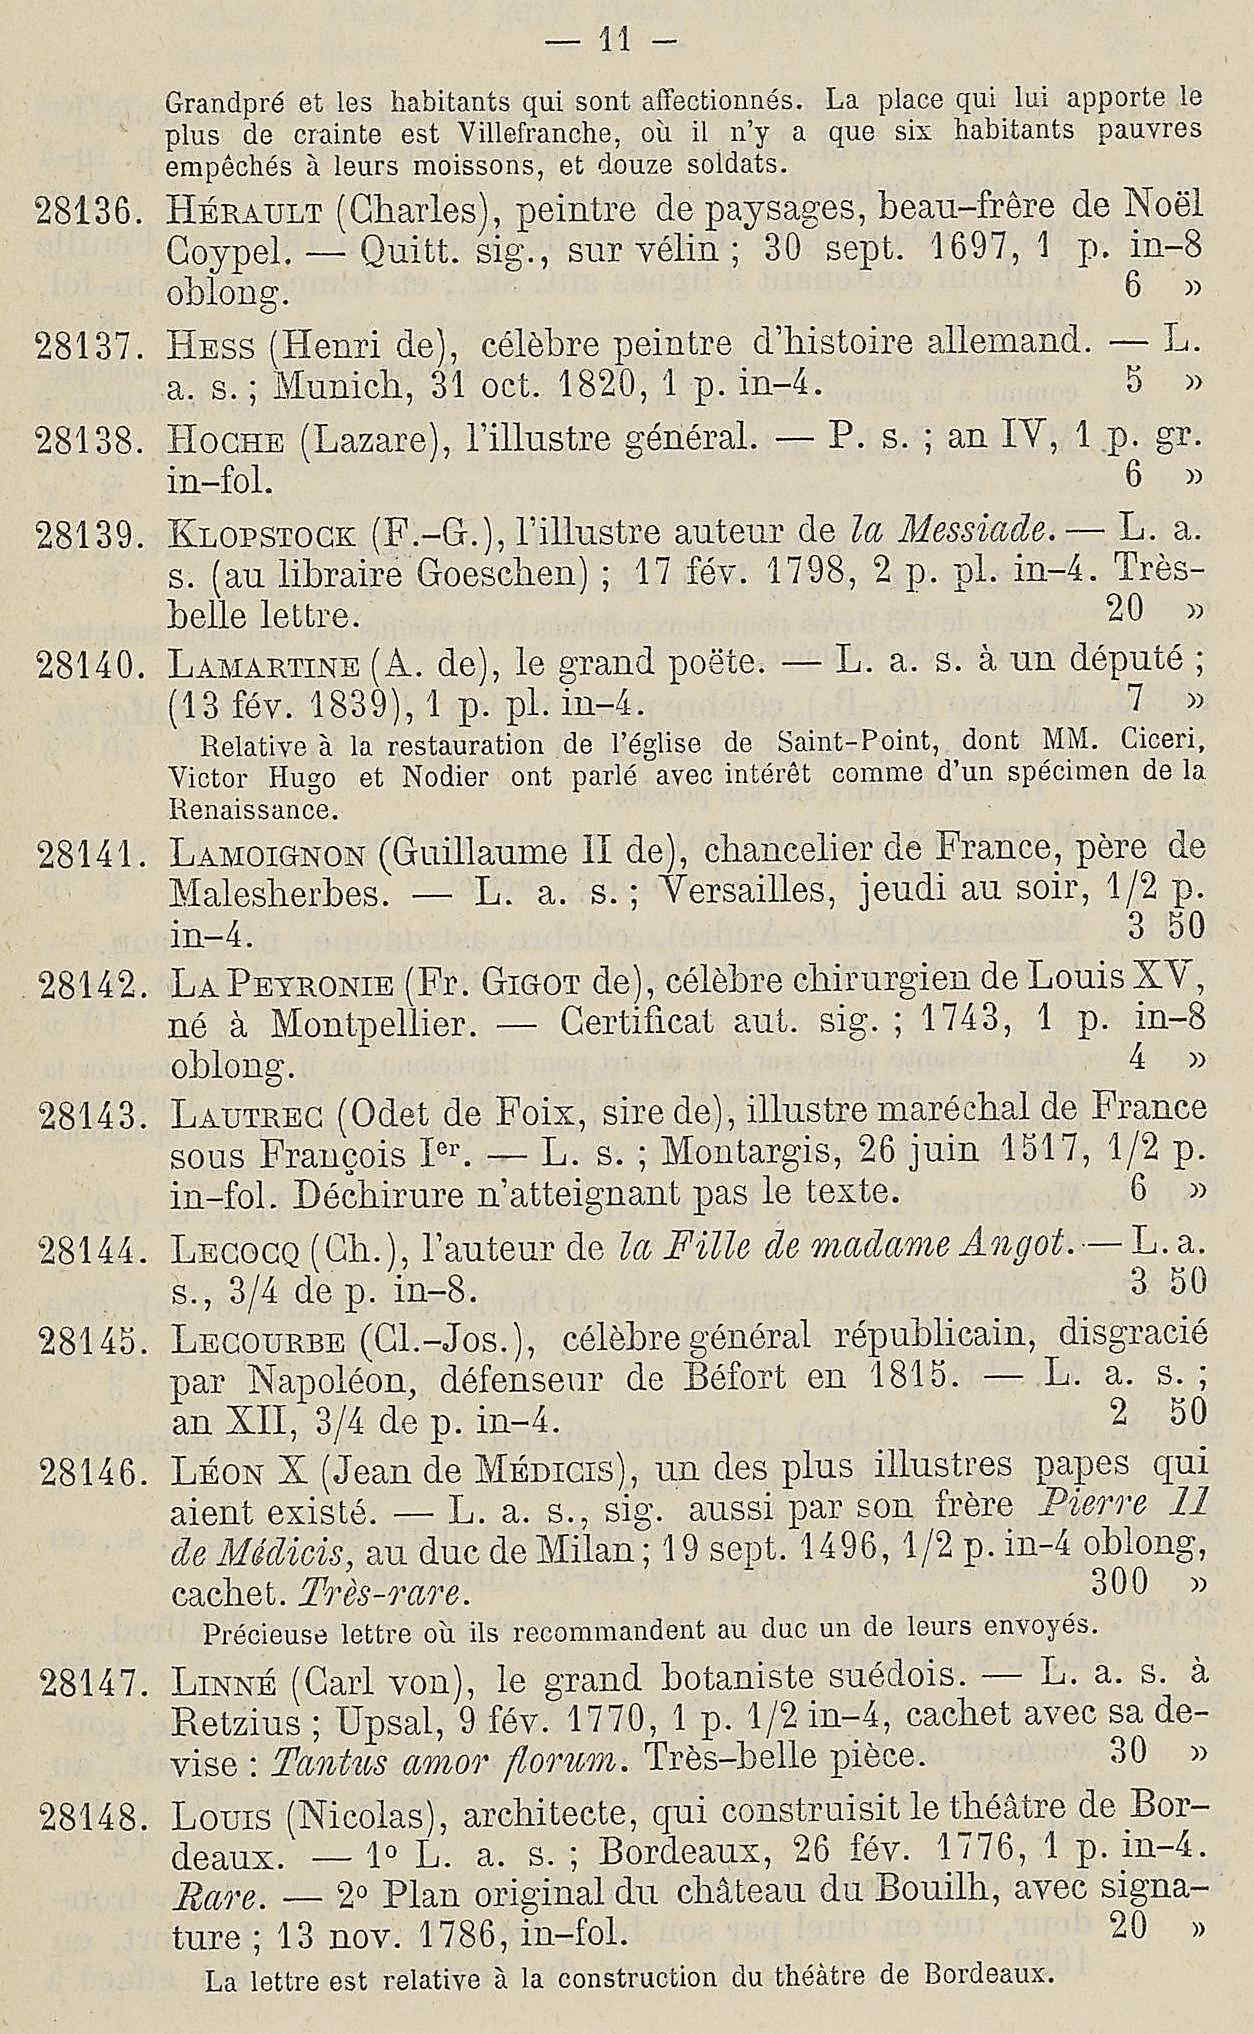 — 11 —
Grandpré et les habitants qui sont affectionnés. La place qui lui apporte le
plus de crainte est Villefranche, où il n'y a que six habitants pauvres
empêchés à leurs moissons, et douze soldats.
28136. HÉRAULT (Charles), peintre de paysages, beau-frère de Noël
Coypel. — Quitt. sig., sur vélin ; 30 sept. 1697, 1 p. in-8
oblong. 6 »
28137. HESS (Henri de), célèbre peintre d'histoire allemand. — L.
a. s. ; Munich, 31 oct. 1820, 1 p. in-4. 5 »
28138. HOCHE (Lazare), l'illustre général. — P. s. ; an IV, 1 p. gr.
in-fol. 6 »
28139. KLOPSTOCK (F.-G.), l'illustre auteur de la Messiade. — L. a.
s. (au libraire Goeschen) ; 17 fév. 1798, 2 p. pl. in-4. Très-
belle lettre. 20 »
28140. LAMARTINE (A. de), le grand poëte. — L. a. s. à un député ;
(13 fév. 1839), 1 p. pl. in-4. 7 »
Relative à la restauration de l'église de Saint-Point, dont MM. Ciceri,
Victor Hugo et Nodier ont parlé avec intérêt comme d'un spécimen de la
Renaissance.
28141. LAMOIGNON (Guillaume II de), chancelier de France, père de
Malesherbes. — L. a. s. ; Versailles, jeudi au soir, 1/2 p.
in-4. 3 50
28142. LA PEYRONIE (Fr. GIGOT de), célèbre chirurgien de Louis XV,
né à Montpellier. — Certificat aut. sig. ; 1743, 1 p. in-8
oblong. 4 »
28143. LAUTREC (Odet de Foix, sire de), illustre maréchal de France
sous François Ier. — L. s. ; Montargis, 26 juin 1517, 1/2 p.
in-fol. Déchirure n'atteignant pas le texte. 6 »
28144. LECOCQ (Ch.), l'auteur de la Fille de madame Angot. — L. a.
s., 3/4 de p. in-8. 3 50
28145. LECOURBE (Cl.-Jos.), célèbre général républicain, disgracié
par Napoléon, défenseur de Béfort en 1815. — L. a. s. ;
an XII, 3/4 de p. in-4. 2 50
28146. LÉON X (Jean de MÉDICIS), un des plus illustres papes qui
aient existé. — L. a. s., sig. aussi par son frère Pierre II
de Médicis, au duc de Milan ; 19 sept. 1496, 1/2 p. in-4 oblong,
cachet. Très-rare. 300 »
Précieuse lettre où ils recommandent au duc un de leurs envoyés.
28147. LINNÉ (Carl von), le grand botaniste suédois. — L. a. s. à
Retzius ; Upsal, 9 fév. 1770, 1 p. 1/2 in-4, cachet avec sa de-
vise : Tantus amor florum. Très-belle pièce. 30 »
28148. LOUIS (Nicolas), architecte, qui construisit le théâtre de Bor-
deaux. — 1º L. a. s. ; Bordeaux, 26 fév. 1776, 1 p. in-4.
Rare. — 2º Plan original du château du Bouilh, avec signa-
ture ; 13 nov. 1786, in-fol. 20 »
La lettre est relative à la construction du théâtre de Bordeaux.